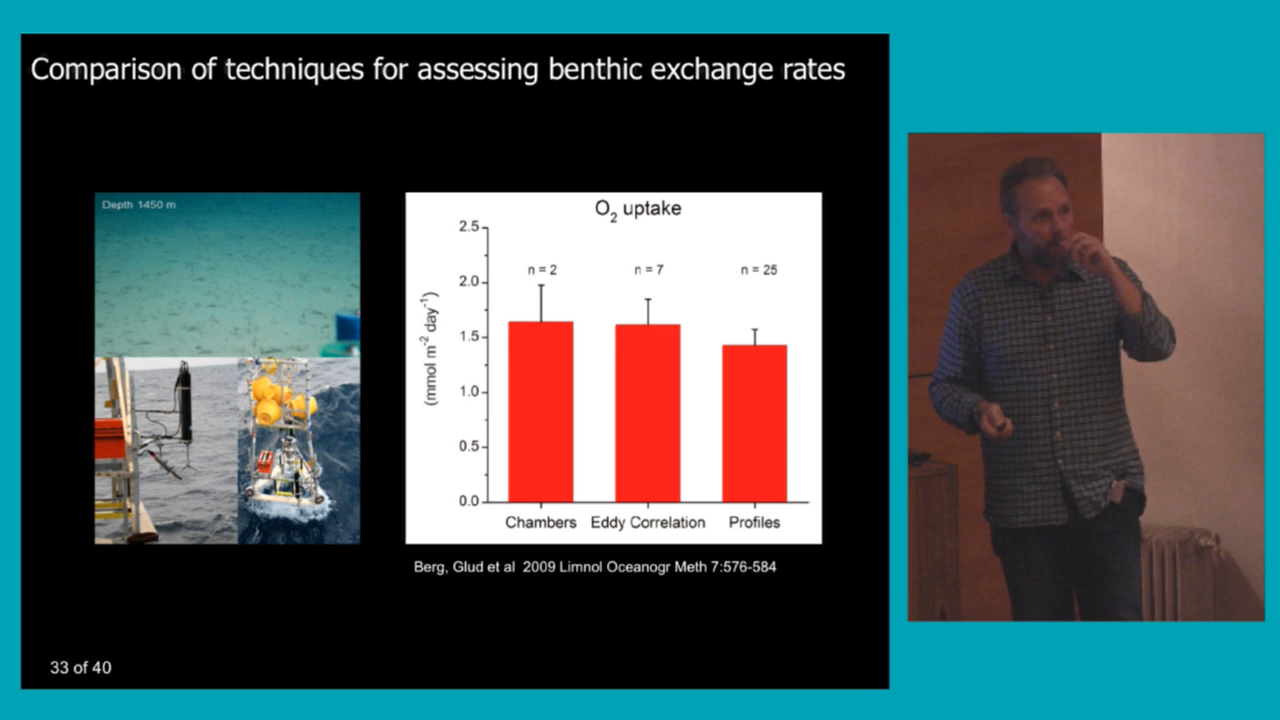 Comparison of techniques for assessing benthic exchange rates
Depth 1450 m
O₂ uptake
2.5
2.0
1.5
1.0
0.5
0.0
(mmol m⁻² day⁻¹)
n = 2
n = 7
n = 25
Chambers Eddy Correlation Profiles
Berg, Glud et al 2009 Limnol Oceanogr Meth 7:576-584
33 of 40